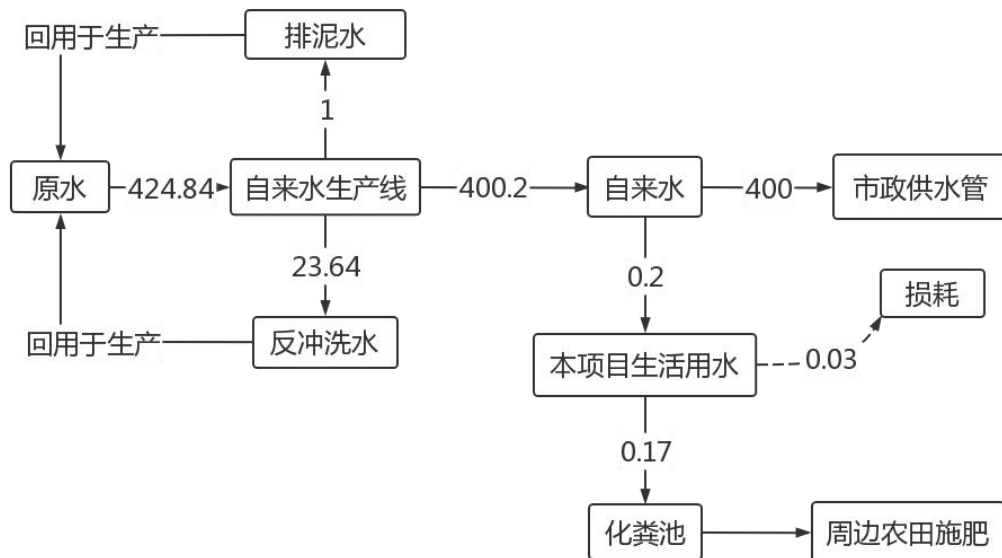 回用于生产
排泥水
1
原水
424.84
自来水生产线
400.2
自来水
400
市政供水管
23.64
0.2
损耗
回用于生产
反冲洗水
本项目生活用水
0.03
0.17
化粪池
周边农田施肥